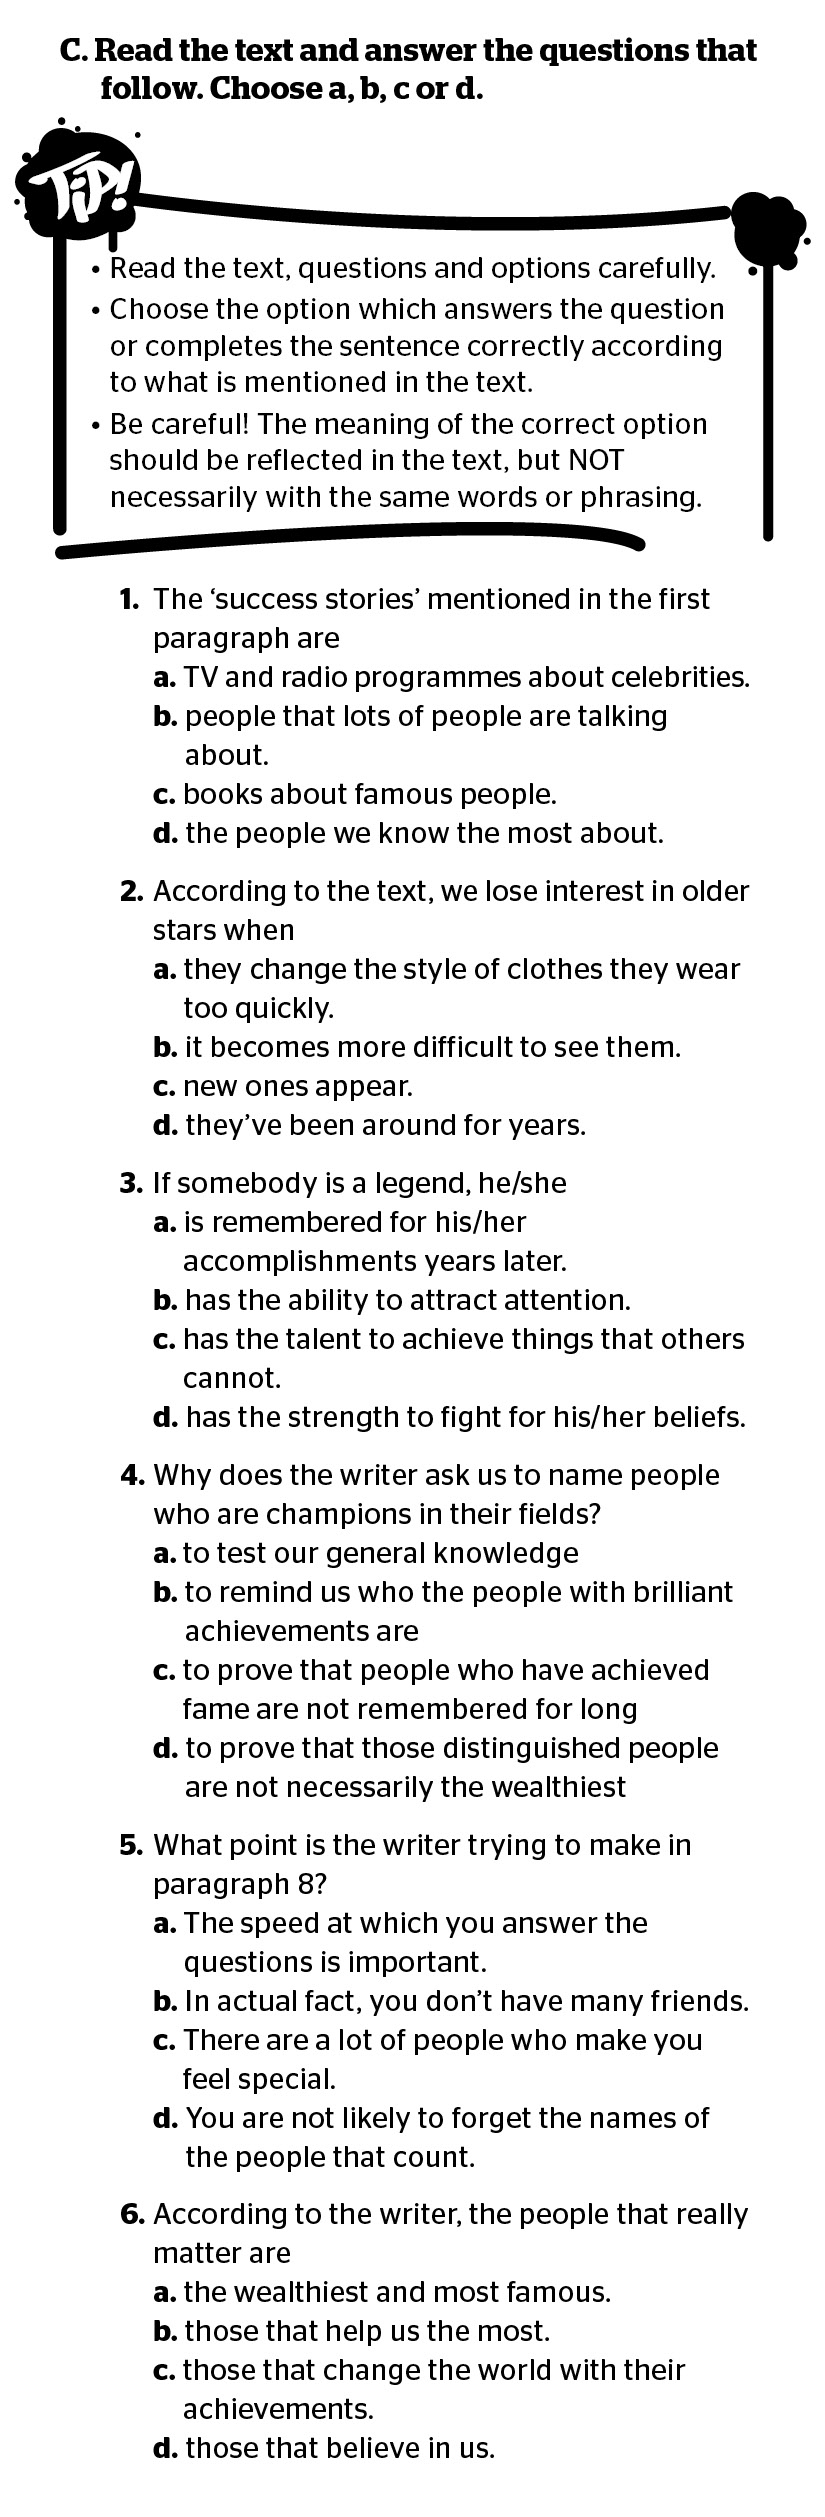 C. Read the text and answer the questions that
follow. Choose a, b, c or d.
TiP!
• Read the text, questions and options carefully.
• Choose the option which answers the question
or completes the sentence correctly according
to what is mentioned in the text.
• Be careful! The meaning of the correct option
should be reflected in the text, but NOT
necessarily with the same words or phrasing.
1. The ‘success stories’ mentioned in the first
paragraph are
a. TV and radio programmes about celebrities.
b. people that lots of people are talking
about.
c. books about famous people.
d. the people we know the most about.
2. According to the text, we lose interest in older
stars when
a. they change the style of clothes they wear
too quickly.
b. it becomes more difficult to see them.
c. new ones appear.
d. they’ve been around for years.
3. If somebody is a legend, he/she
a. is remembered for his/her
accomplishments years later.
b. has the ability to attract attention.
c. has the talent to achieve things that others
cannot.
d. has the strength to fight for his/her beliefs.
4. Why does the writer ask us to name people
who are champions in their fields?
a. to test our general knowledge
b. to remind us who the people with brilliant
achievements are
c. to prove that people who have achieved
fame are not remembered for long
d. to prove that those distinguished people
are not necessarily the wealthiest
5. What point is the writer trying to make in
paragraph 8?
a. The speed at which you answer the
questions is important.
b. In actual fact, you don’t have many friends.
c. There are a lot of people who make you
feel special.
d. You are not likely to forget the names of
the people that count.
6. According to the writer, the people that really
matter are
a. the wealthiest and most famous.
b. those that help us the most.
c. those that change the world with their
achievements.
d. those that believe in us.